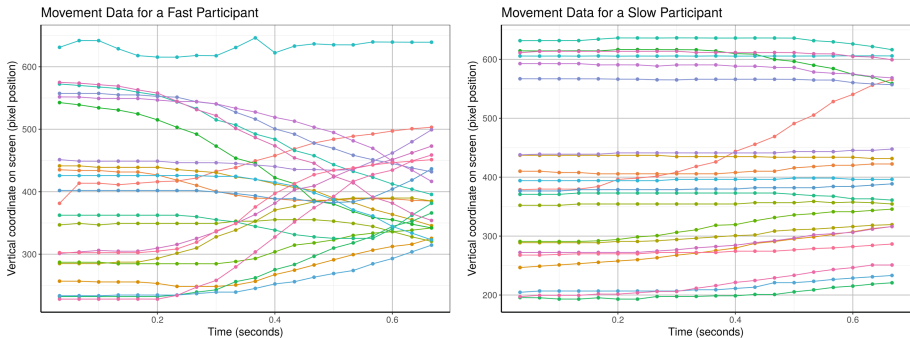 Movement Data for a Fast Participant
Vertical coordinate on screen (pixel position)
600
500
400
300
0.2
0.4
0.6
Time (seconds)
Movement Data for a Slow Participant
Vertical coordinate on screen (pixel position)
600
500
400
300
200
0.2
0.4
0.6
Time (seconds)